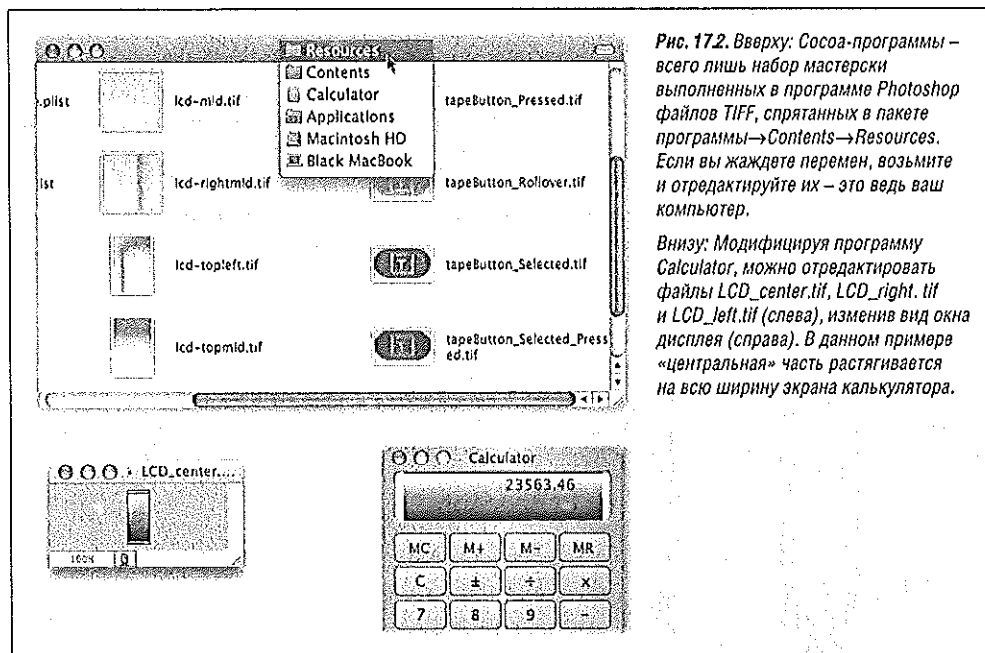 Resources
Contents
Calculator
Applications
Macintosh HD
Black MacBook
.plist
lcd-mid.tif
tapeButton_Pressed.tif
ist
lcd-rightmid.tif
tapeButton_Rollover.tif
lcd-topleft.tif
tapeButton_Selected.tif
lcd-topmid.tif
tapeButton_Selected_Press
ed.tif
Рис. 17.2. Вверху: Cocoa-программы –
всего лишь набор мастерски
выполненных в программе Photoshop
файлов TIFF, спрятанных в пакете
программы→Contents→Resources.
Если вы жаждете перемен, возьмите
и отредактируйте их – это ведь ваш
компьютер.
Внизу: Модифицируя программу
Calculator, можно отредактировать
файлы LCD_center.tif, LCD_right. tif
и LCD_left.tif (слева), изменив вид окна
дисплея (справа). В данном примере
«центральная» часть растягивается
на всю ширину экрана калькулятора.
LCD_center....
100%
Calculator
23563.46
MC M+ M– MR
C ± ÷ x
7 8 9 –